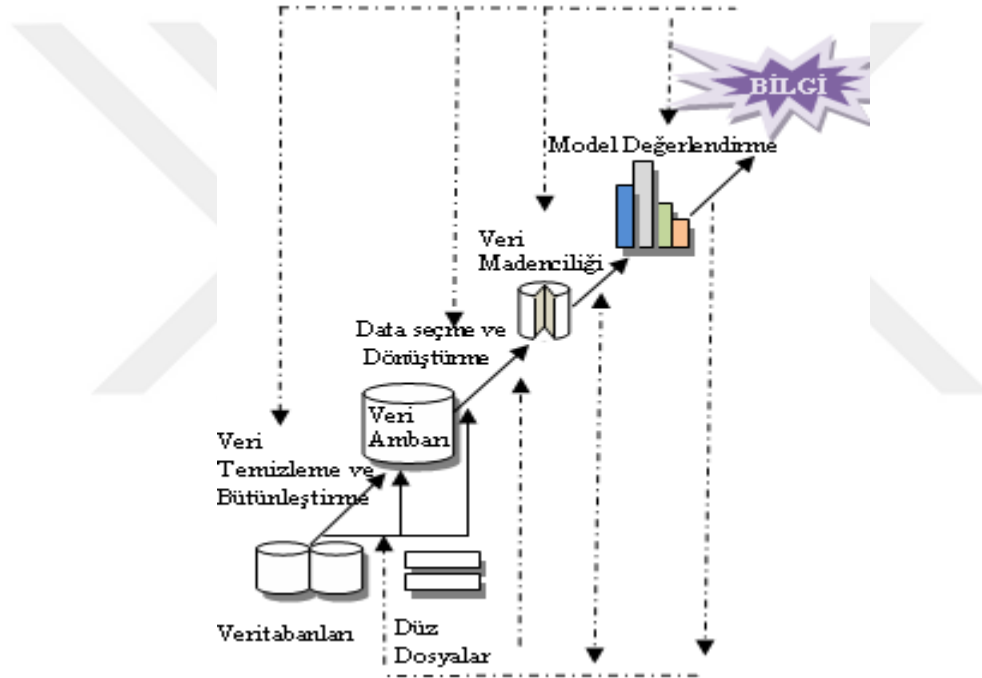 BİLGİ
Model Değerlendirme
Veri
Madenciliği
Data seçme ve
Dönüştürme
Veri
Ambarı
Veri
Temizleme ve
Bütünleştirme
Veritabanları
Düz
Dosyalar